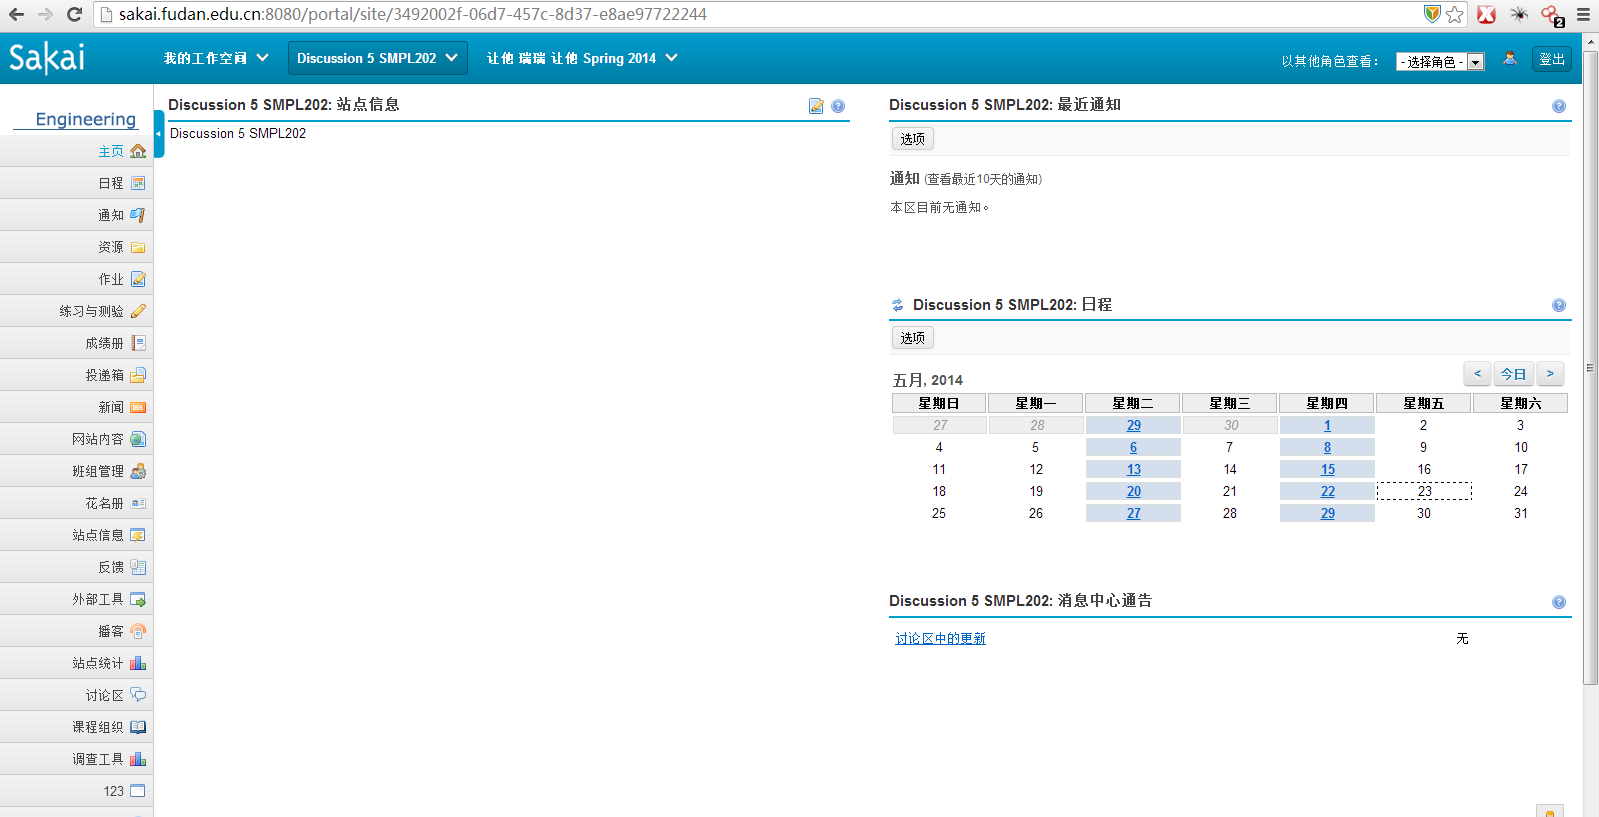 sakai.fudan.edu.cn:8080/portal/site/3492002f-06d7-457c-8d37-e8ae97722244
2
Sakai
我的工作空间
Discussion 5 SMPL202
让他 瑞瑞 让他 Spring 2014
以其他角色查看：
- 选择角色 -
登出
Engineering
主页
日程
通知
资源
作业
练习与测验
成绩册
投递箱
新闻
网站内容
班组管理
花名册
站点信息
反馈
外部工具
播客
站点统计
讨论区
课程组织
调查工具
123
Discussion 5 SMPL202: 站点信息
Discussion 5 SMPL202
Discussion 5 SMPL202: 最近通知
选项
通知 (查看最近10天的通知)
本区目前无通知。
Discussion 5 SMPL202: 日程
选项
五月, 2014
< 今日 >
星期日 星期一 星期二 星期三 星期四 星期五 星期六
27 28 29 30 1 2 3
4 5 6 7 8 9 10
11 12 13 14 15 16 17
18 19 20 21 22 23 24
25 26 27 28 29 30 31
Discussion 5 SMPL202: 消息中心通告
讨论区中的更新 无